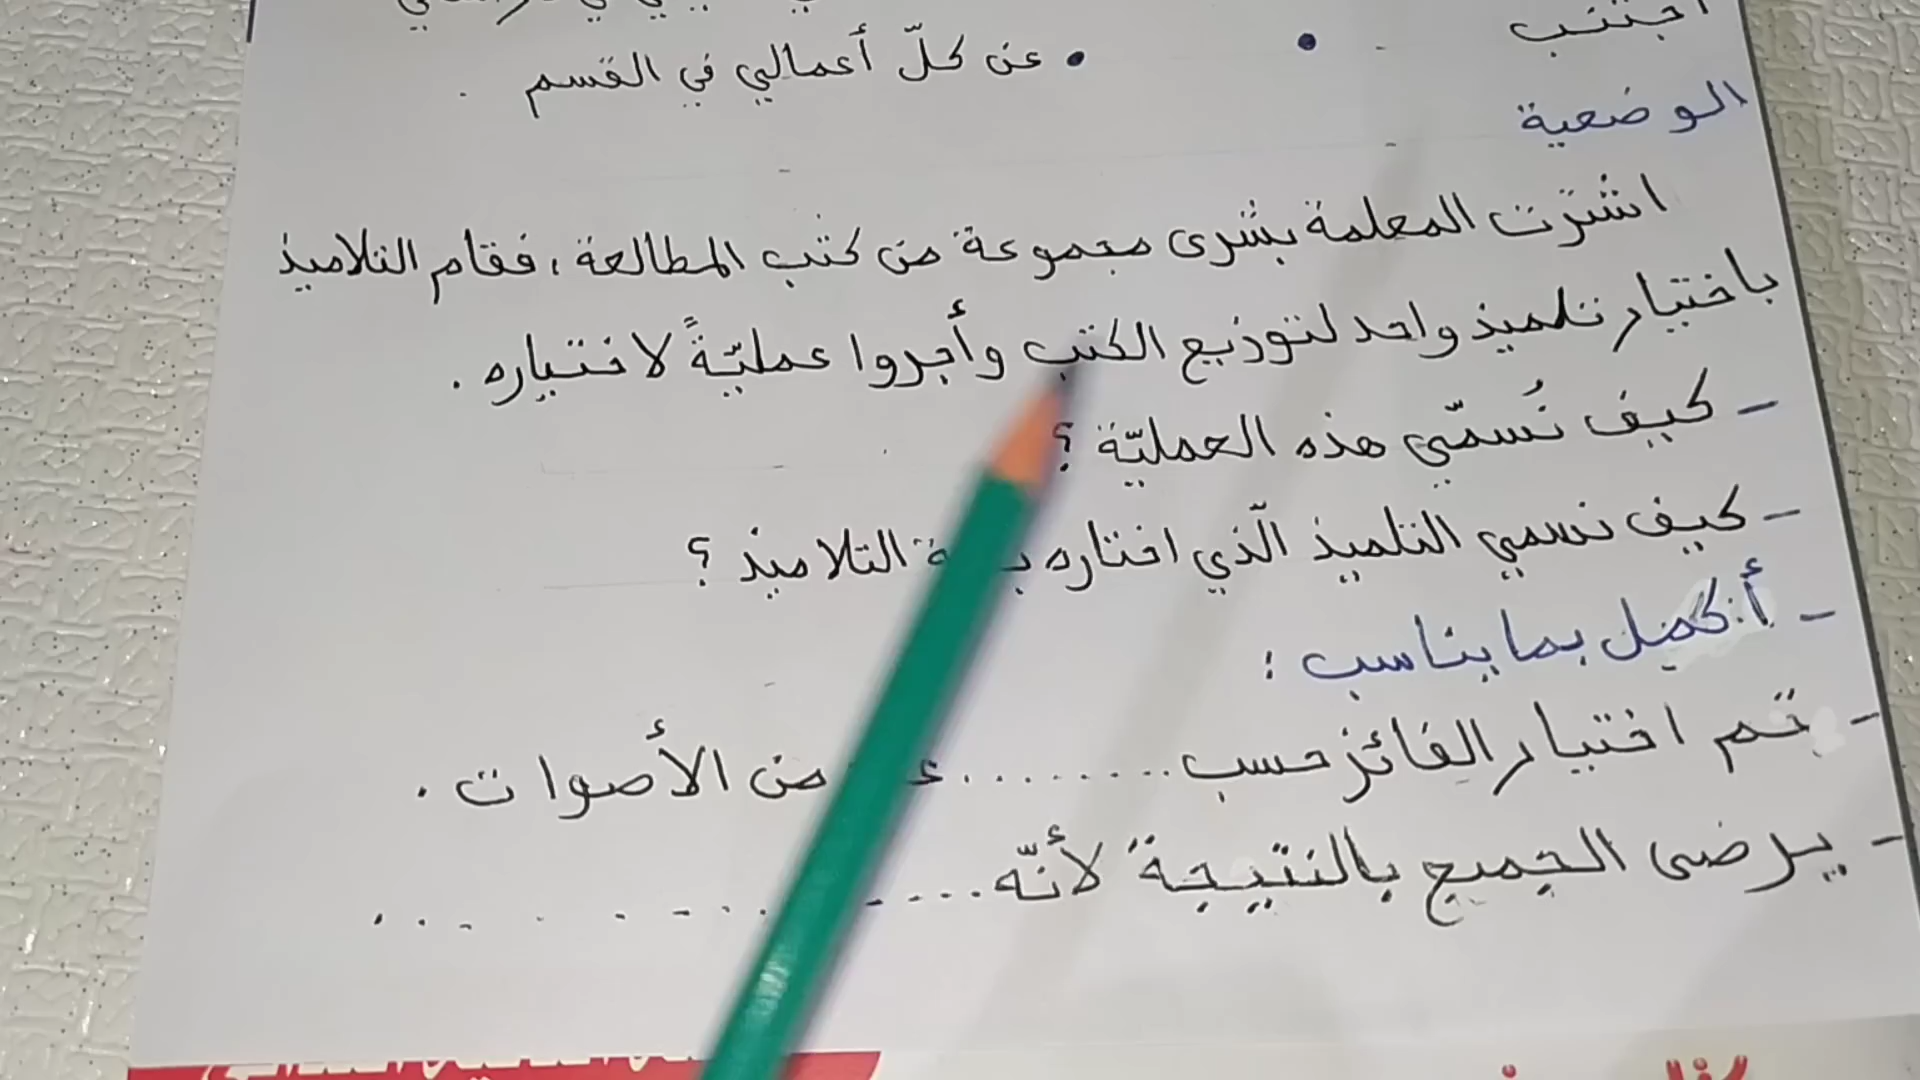 اجتنب
• عن كلّ أعمالي في القسم .
الوضعية
اشترت المعلمة بشرى مجموعة من كتب المطالعة، فقام التلاميذ
باختيار تلميذ واحد لتوزيع الكتب وأجروا عمليّةً لاختياره .
- كيف نُسمّي هذه العمليّة ؟
- كيف نسمي التلميذ الّذي اختاره التلاميذ ؟
- أكمل بما يناسب :
- تم اختيار الفائز حسب ........ من الأصوات .
- يرضى الجميع بالنتيجة لأنّه ............